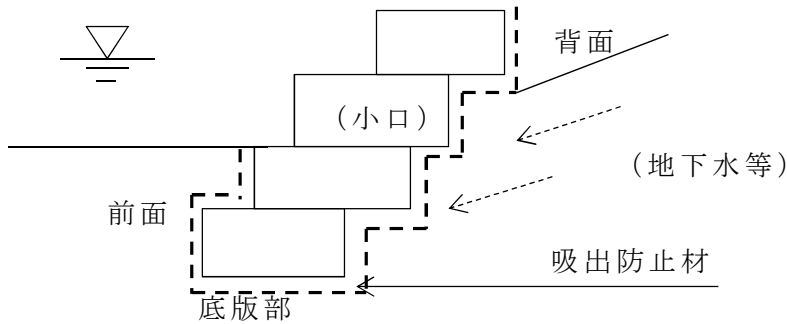 背面
（小口）
（地下水等）
前面
吸出防止材
底版部